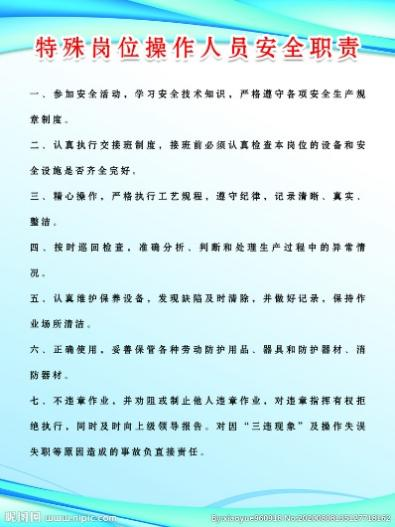 特殊岗位操作人员安全职责
一、参加安全活动，学习安全技术知识，严格遵守各项安全生产规
章制度。
二、认真执行交接班制度，接班前必须认真检查本岗位的设备和安
全设施是否齐全完好。
三、精心操作，严格执行工艺规程，遵守纪律，记录清晰、真实、
整洁。
四、按时巡回检查，准确分析、判断和处理生产过程中的异常情
况。
五、认真维护保养设备，发现缺陷及时清除，并做好记录，保持作
业场所清洁。
六、正确使用，妥善保管各种劳动防护用品、器具和防护器材、消
防器材。
七、不违章作业，并劝阻或制止他人违章作业，对违章指挥有权拒
绝执行，同时及时向上级领导报告。对因“三违现象”及操作失误
失职等原因造成的事故负直接责任。
昵图网 www.nipic.com